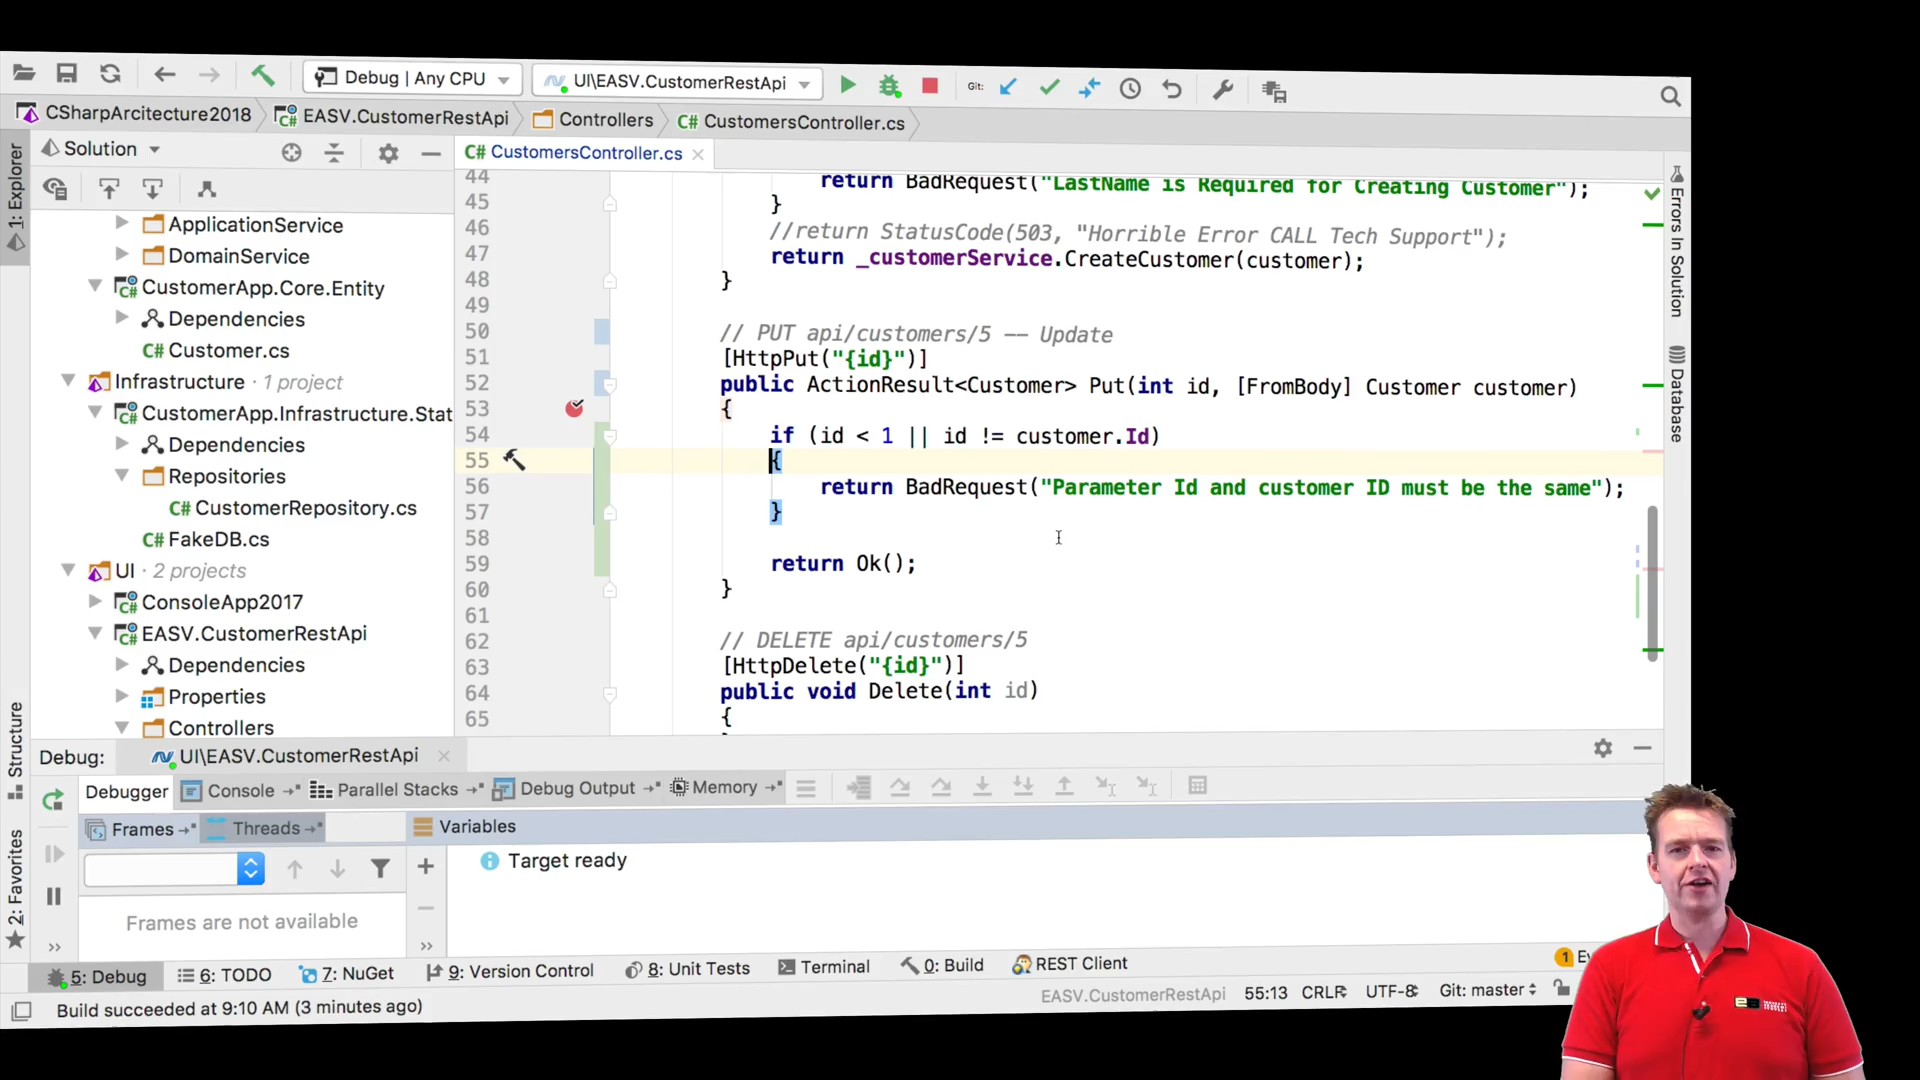 Debug | Any CPU
UI\EASV.CustomerRestApi
Git:
CSharpArcitecture2018
EASV.CustomerRestApi
Controllers
C# CustomersController.cs
1: Explorer
Solution
C# CustomersController.cs
ApplicationService
DomainService
CustomerApp.Core.Entity
Dependencies
C# Customer.cs
Infrastructure · 1 project
CustomerApp.Infrastructure.Stat
Dependencies
Repositories
C# CustomerRepository.cs
C# FakeDB.cs
UI · 2 projects
ConsoleApp2017
EASV.CustomerRestApi
Dependencies
Properties
Controllers
44 return BadRequest("LastName is Required for Creating Customer");
45 }
46 //return StatusCode(503, "Horrible Error CALL Tech Support");
47 return _customerService.CreateCustomer(customer);
48 }
49
50 // PUT api/customers/5 -- Update
51 [HttpPut("{id}")]
52 public ActionResult<Customer> Put(int id, [FromBody] Customer customer)
53 {
54 if (id < 1 || id != customer.Id)
55 {
56 return BadRequest("Parameter Id and customer ID must be the same");
57 }
58
59 return Ok();
60 }
61
62 // DELETE api/customers/5
63 [HttpDelete("{id}")]
64 public void Delete(int id)
65 {
Errors In Solution
Database
Structure
2: Favorites
Debug: UI\EASV.CustomerRestApi
Debugger Console Parallel Stacks Debug Output Memory
Frames Threads Variables
Target ready
Frames are not available
5: Debug 6: TODO 7: NuGet 9: Version Control 8: Unit Tests Terminal 0: Build REST Client 1
Build succeeded at 9:10 AM (3 minutes ago)
EASV.CustomerRestApi 55:13 CRLF UTF-8 Git: master